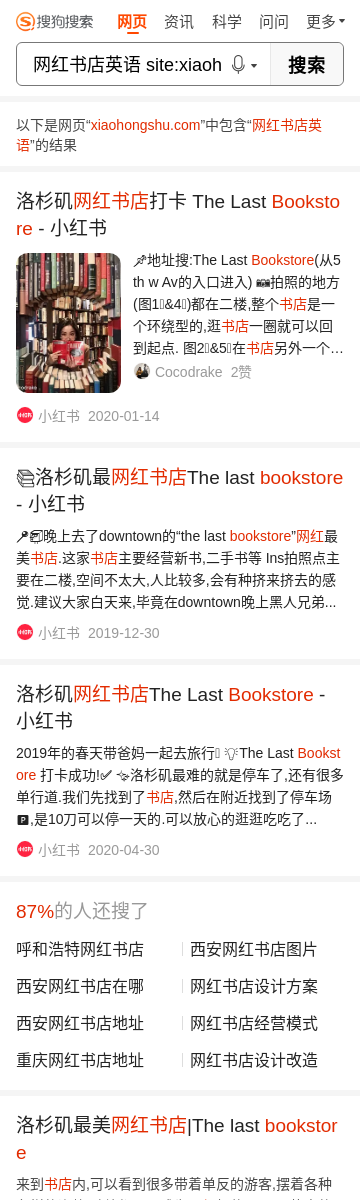 搜狗搜索 网页 资讯 科学 问问 更多
网红书店英语 site:xiaoh 搜索
以下是网页“xiaohongshu.com”中包含“网红书店英
语”的结果
洛杉矶网红书店打卡 The Last Booksto
re - 小红书
地址搜:The Last Bookstore(从5
th w Av的入口进入) 拍照的地方
(图1&4)都在二楼,整个书店是一
个环绕型的,逛书店一圈就可以回
到起点. 图2&5在书店另外一个…
Cocodrake 2赞
小红书 2020-01-14
洛杉矶最网红书店The last bookstore
- 小红书
晚上去了downtown的“the last bookstore”网红最
美书店.这家书店主要经营新书,二手书等 Ins拍照点主
要在二楼,空间不太大,人比较多,会有种挤来挤去的感
觉.建议大家白天来,毕竟在downtown晚上黑人兄弟...
小红书 2019-12-30
洛杉矶网红书店The Last Bookstore -
小红书
2019年的春天带爸妈一起去旅行 The Last Bookst
ore 打卡成功!✔ 洛杉矶最难的就是停车了,还有很多
单行道.我们先找到了书店,然后在附近找到了停车场
🅿,是10刀可以停一天的.可以放心的逛逛吃吃了...
小红书 2020-04-30
87%的人还搜了
呼和浩特网红书店 西安网红书店图片
西安网红书店在哪 网红书店设计方案
西安网红书店地址 网红书店经营模式
重庆网红书店地址 网红书店设计改造
洛杉矶最美网红书店|The last bookstor
e
来到书店内,可以看到很多带着单反的游客,摆着各种